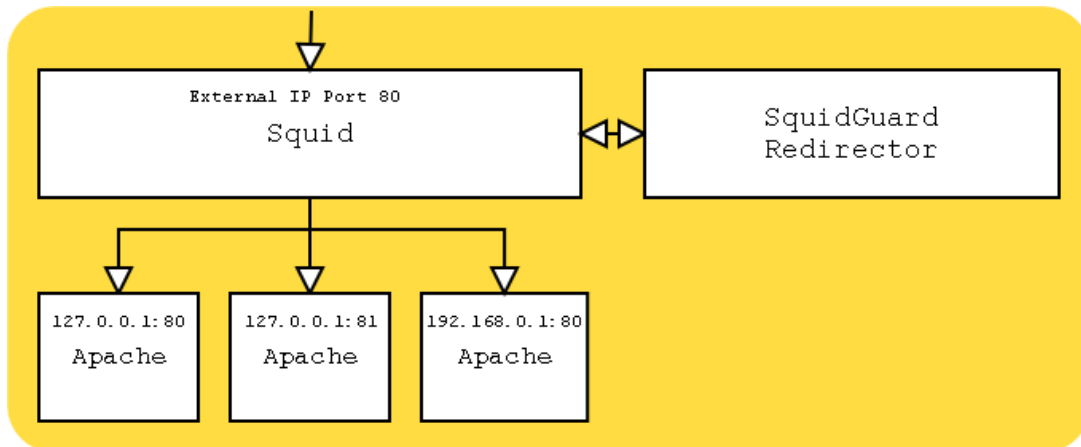 External IP Port 80
Squid
SquidGuard
Redirector
127.0.0.1:80
Apache
127.0.0.1:81
Apache
192.168.0.1:80
Apache